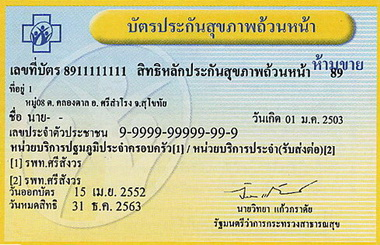 บัตรประกันสุขภาพถ้วนหน้า
เลขที่บัตร 8911111111 สิทธิหลักประกันสุขภาพถ้วนหน้า 89
ห้ามขาย
ที่อยู่ 1
หมู่08 ต. คลองตาล อ. ศรีสำโรง จ.สุโขทัย
ชื่อ นาย- - วันเกิด 01 ม.ค. 2503
เลขประจำตัวประชาชน 9-9999-99999-99-9
หน่วยบริการปฐมภูมิประจำครอบครัว[1] / หน่วยบริการประจำ(รับส่งต่อ)[2]
[1] รพท.ศรีสังวร
[2] รพท.ศรีสังวร
วันออกบัตร 15 เม.ย. 2552
วันหมดสิทธิ 31 ธ.ค. 2563
นายวิทยา แก้วภราดัย
รัฐมนตรีว่าการกระทรวงสาธารณสุข